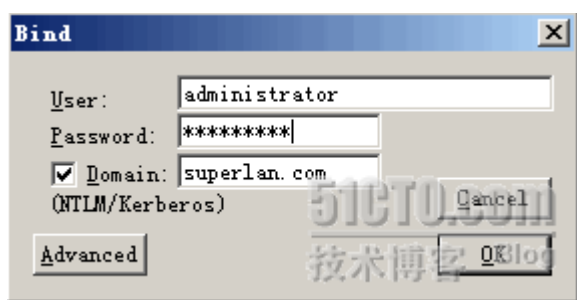 Bind
User: administrator
Password: *********
Domain: superlan.com
(NTLM/Kerberos)
Cancel
Advanced
OK
51CTO.com
技术博客 Blog